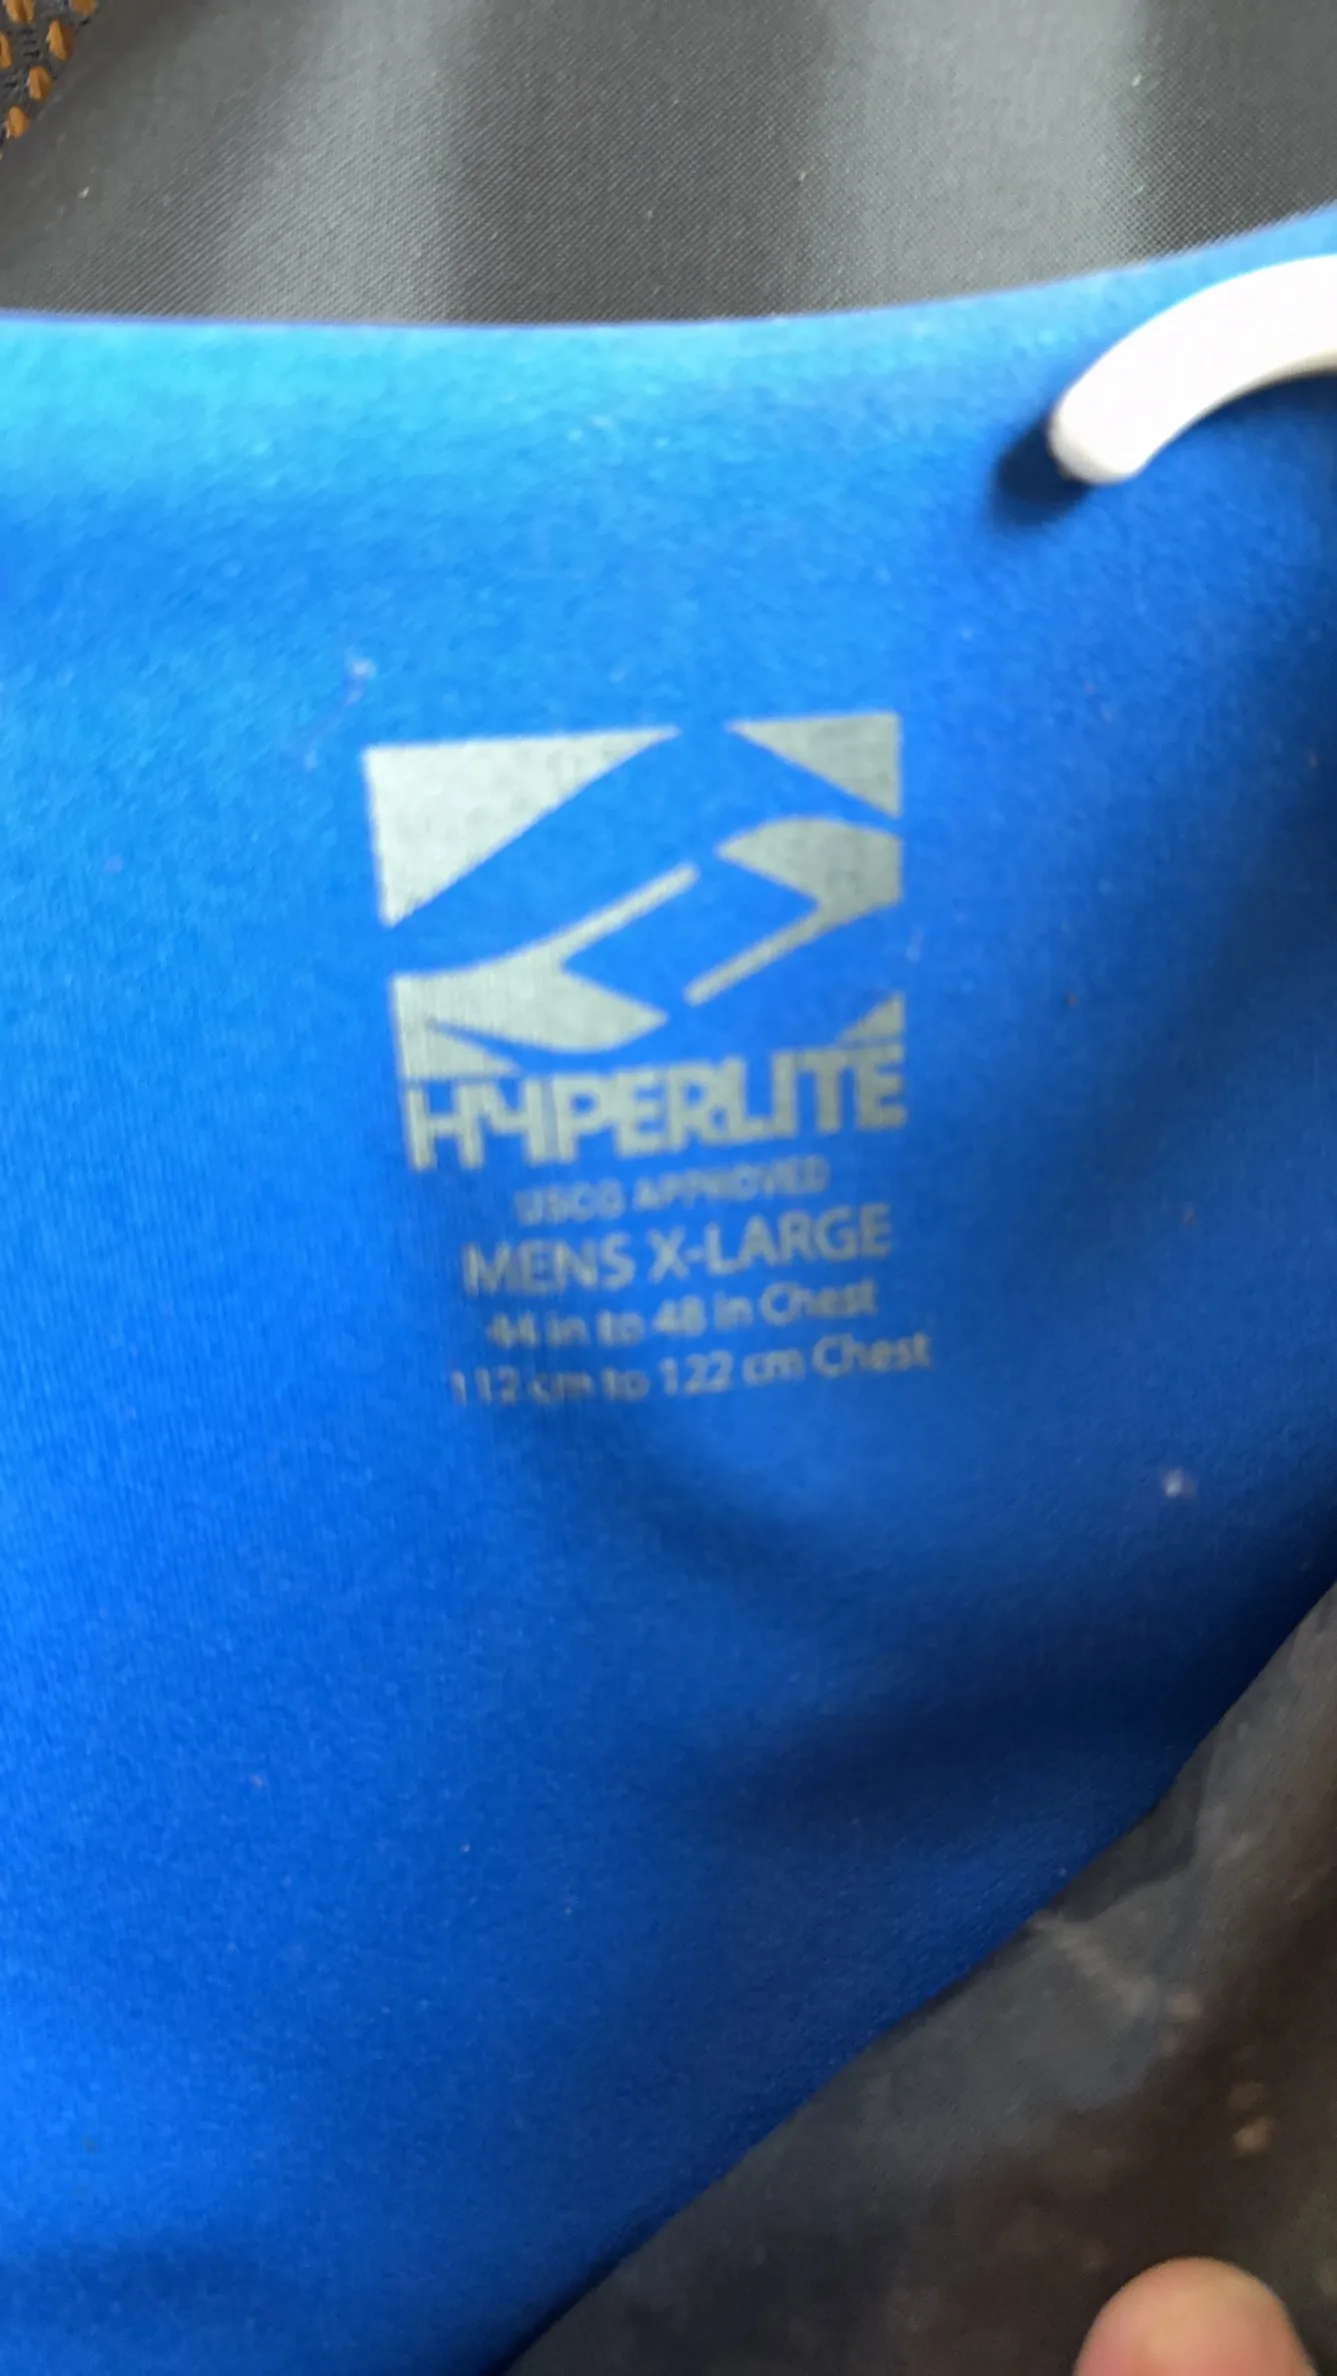 HYPERLITE
USCG APPROVED
MENS X-LARGE
44 in to 48 in Chest
112 cm to 122 cm Chest